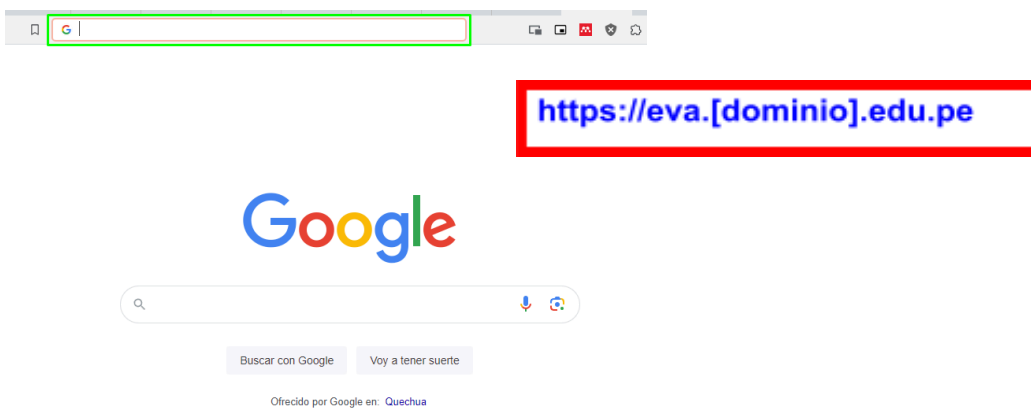 G
https://eva.[dominio].edu.pe
Google
Buscar con Google
Voy a tener suerte
Ofrecido por Google en: Quechua